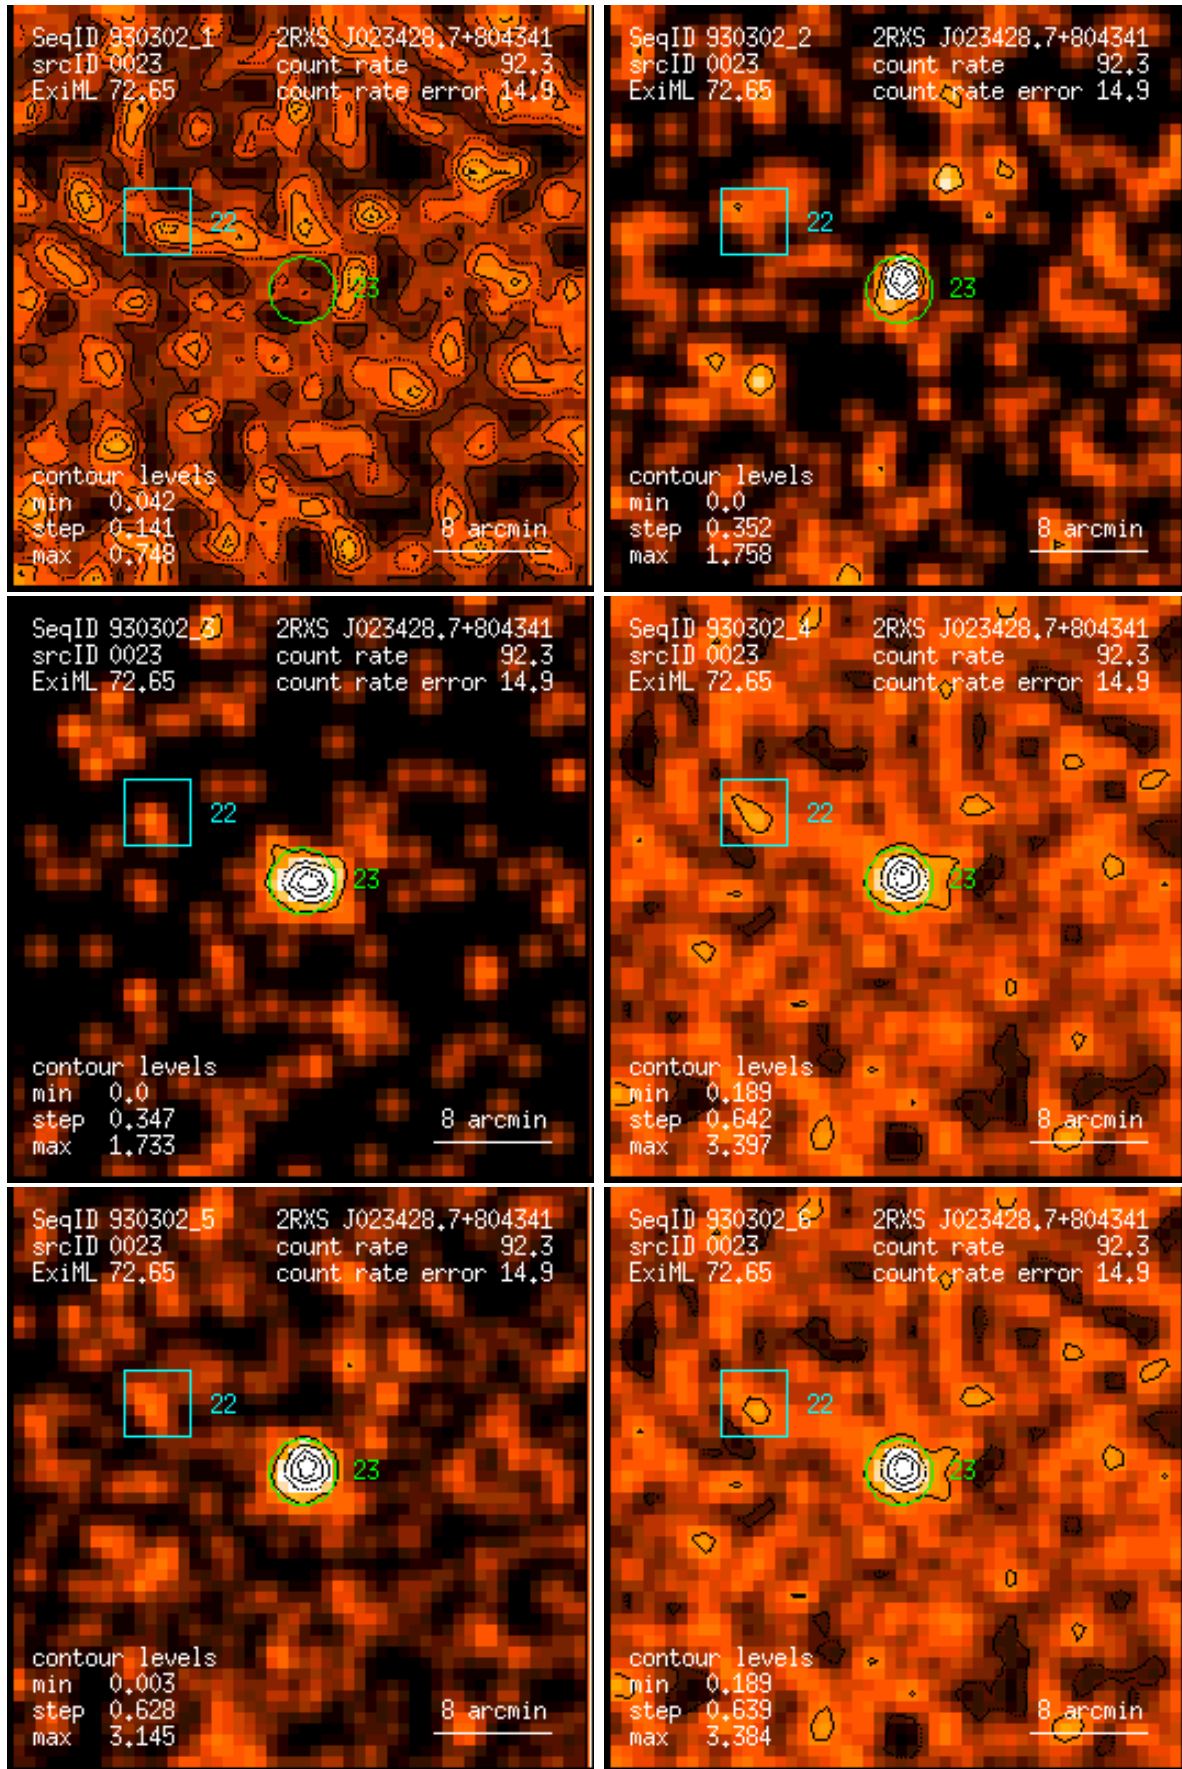 SeqID 930302_1 2RXS J023428.7+804341
srcID 0023 count rate 92.3
ExiML 72.65 count rate error 14.9
22
23
contour levels
min 0.042
step 0.141 8 arcmin
max 0.748
SeqID 930302_2 2RXS J023428.7+804341
srcID 0023 count rate 92.3
ExiML 72.65 count rate error 14.9
22
23
contour levels
min 0.0
step 0.352 8 arcmin
max 1.758
SeqID 930302_3 2RXS J023428.7+804341
srcID 0023 count rate 92.3
ExiML 72.65 count rate error 14.9
22
23
contour levels
min 0.0
step 0.347 8 arcmin
max 1.733
SeqID 930302_4 2RXS J023428.7+804341
srcID 0023 count rate 92.3
ExiML 72.65 count rate error 14.9
22
23
contour levels
min 0.189
step 0.642 8 arcmin
max 3.397
SeqID 930302_5 2RXS J023428.7+804341
srcID 0023 count rate 92.3
ExiML 72.65 count rate error 14.9
22
23
contour levels
min 0.003
step 0.628 8 arcmin
max 3.145
SeqID 930302_6 2RXS J023428.7+804341
srcID 0023 count rate 92.3
ExiML 72.65 count rate error 14.9
22
23
contour levels
min 0.189
step 0.639 8 arcmin
max 3.384